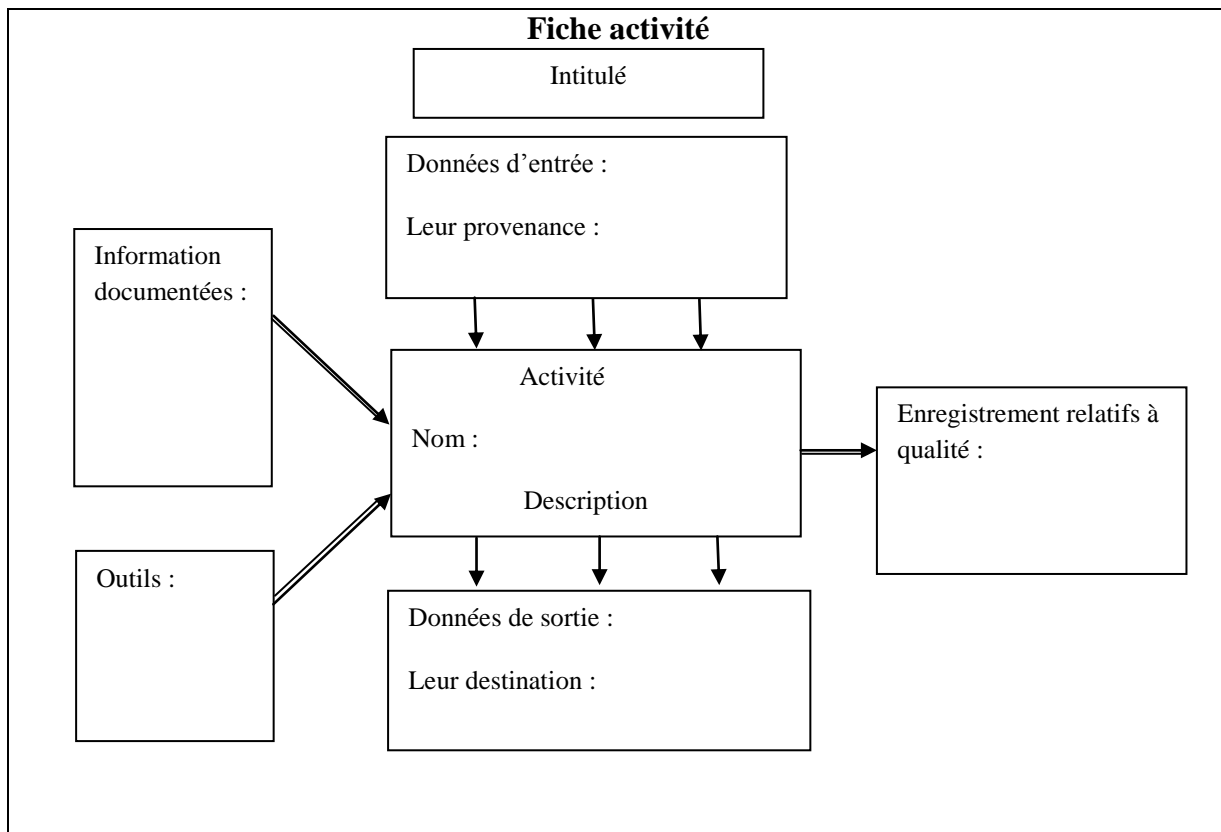 Fiche activité
Intitulé
Données d’entrée :
Leur provenance :
Information
documentées :
Activité
Nom :
Description
Enregistrement relatifs à
qualité :
Outils :
Données de sortie :
Leur destination :